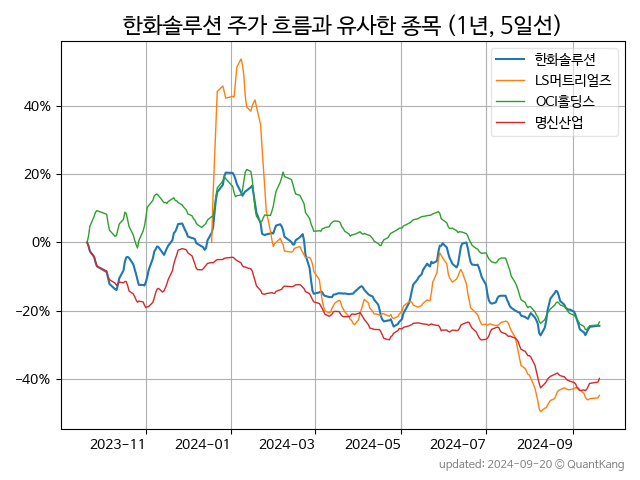 한화솔루션 주가 흐름과 유사한 종목 (1년, 5일선)
한화솔루션
LS머트리얼즈
OCI홀딩스
명신산업
40%
20%
0%
−20%
−40%
2023-11
2024-01
2024-03
2024-05
2024-07
2024-09
updated: 2024-09-20 © QuantKang